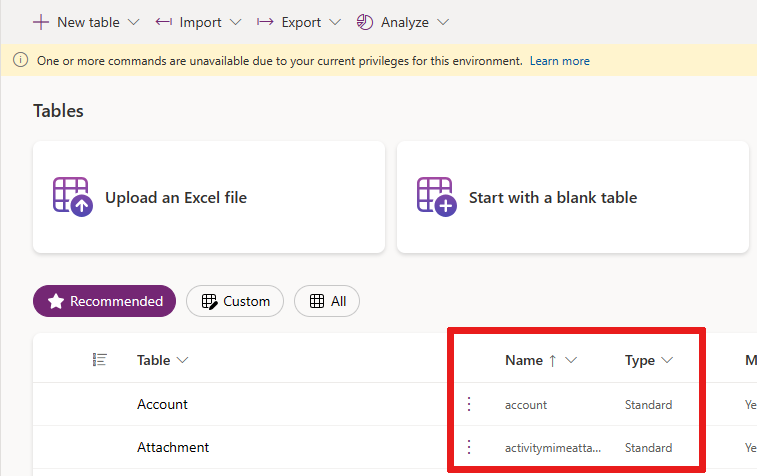 New table Import Export Analyze
One or more commands are unavailable due to your current privileges for this environment. Learn more
Tables
Upload an Excel file Start with a blank table
Recommended Custom All
Table Name ↑ Type M
Account account Standard Ye
Attachment activitymimeatta... Standard Ye